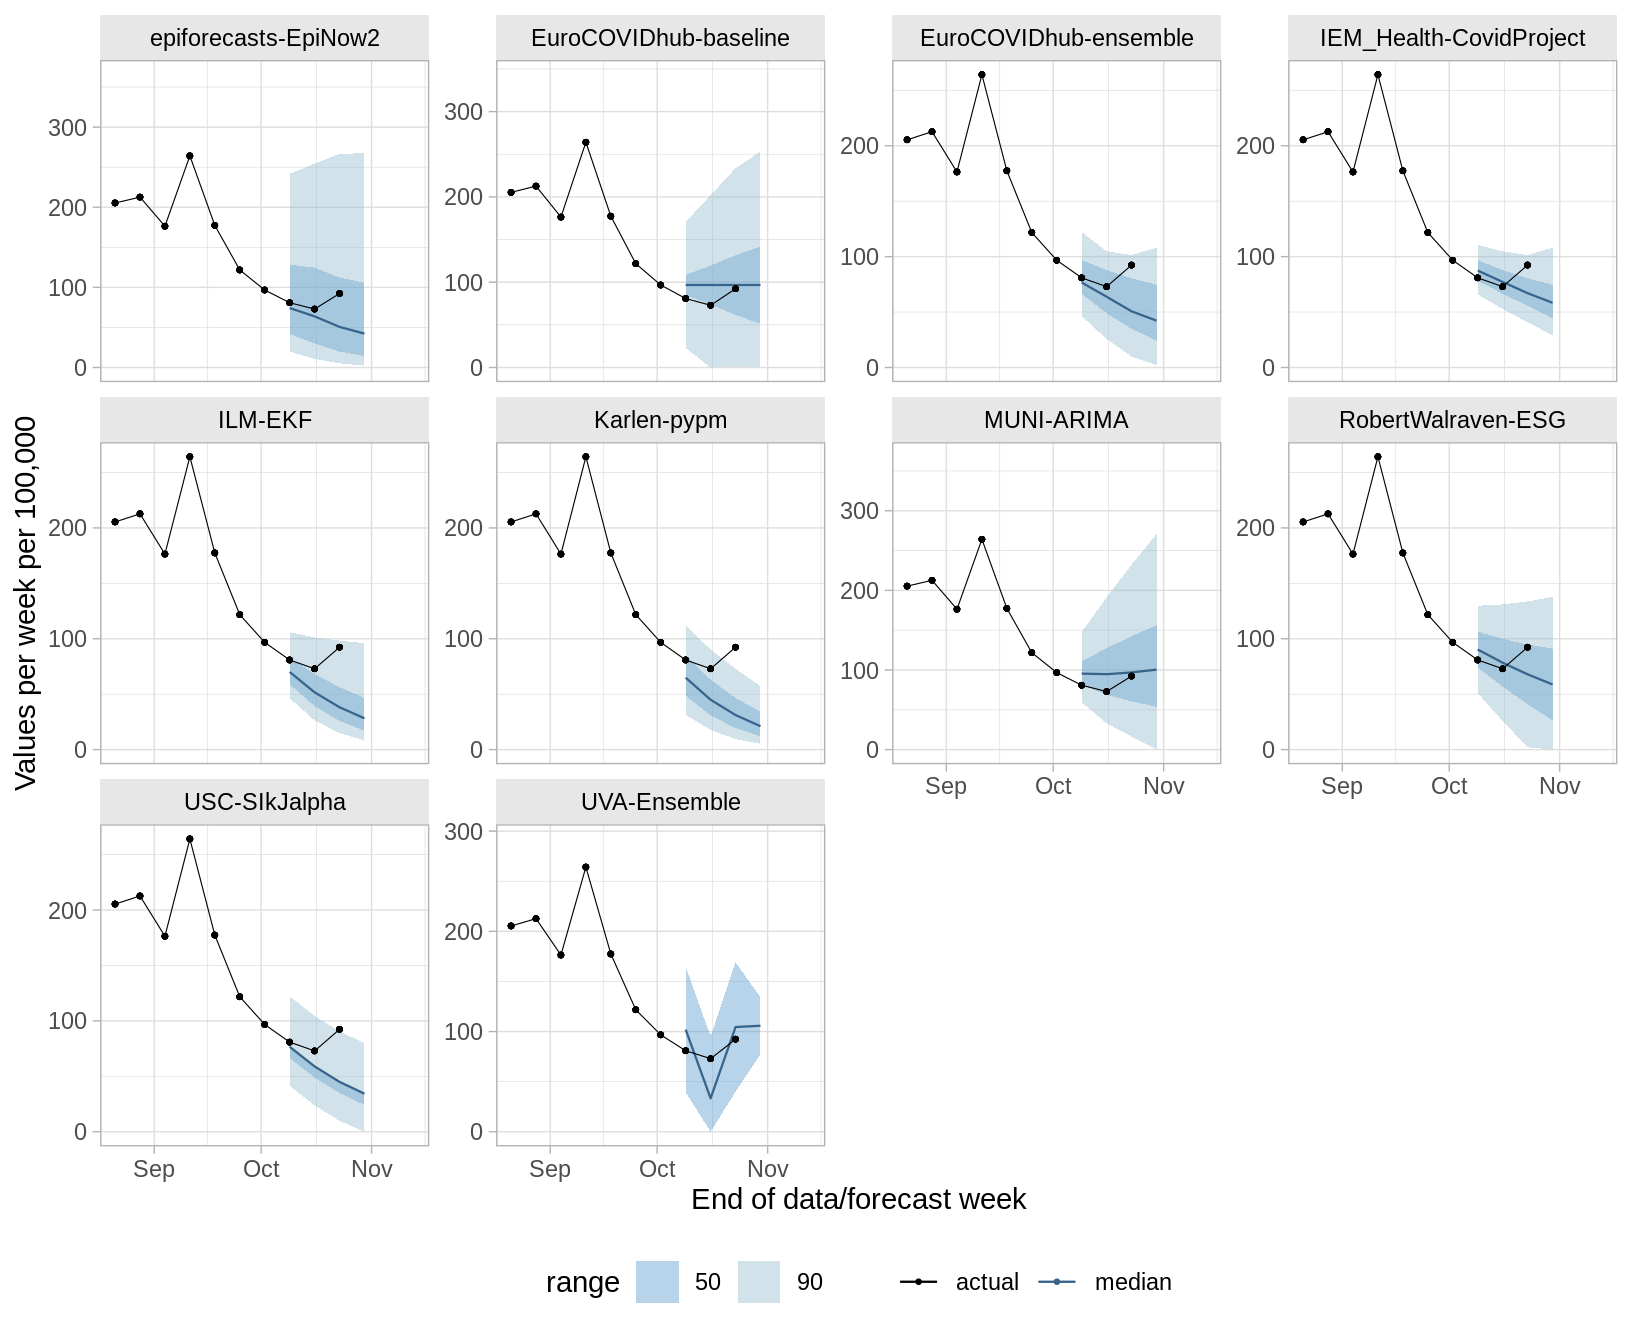 epiforecasts-EpiNow2
EuroCOVIDhub-baseline
EuroCOVIDhub-ensemble
IEM_Health-CovidProject
300
200
100
0
300
200
100
0
200
100
0
200
100
0
ILM-EKF
Karlen-pypm
MUNI-ARIMA
RobertWalraven-ESG
200
100
0
200
100
0
300
200
100
0
200
100
0
Sep Oct Nov
Sep Oct Nov
USC-SIkJalpha
UVA-Ensemble
200
100
0
300
200
100
0
Sep Oct Nov
Sep Oct Nov
Values per week per 100,000
End of data/forecast week
range 50 90 actual median